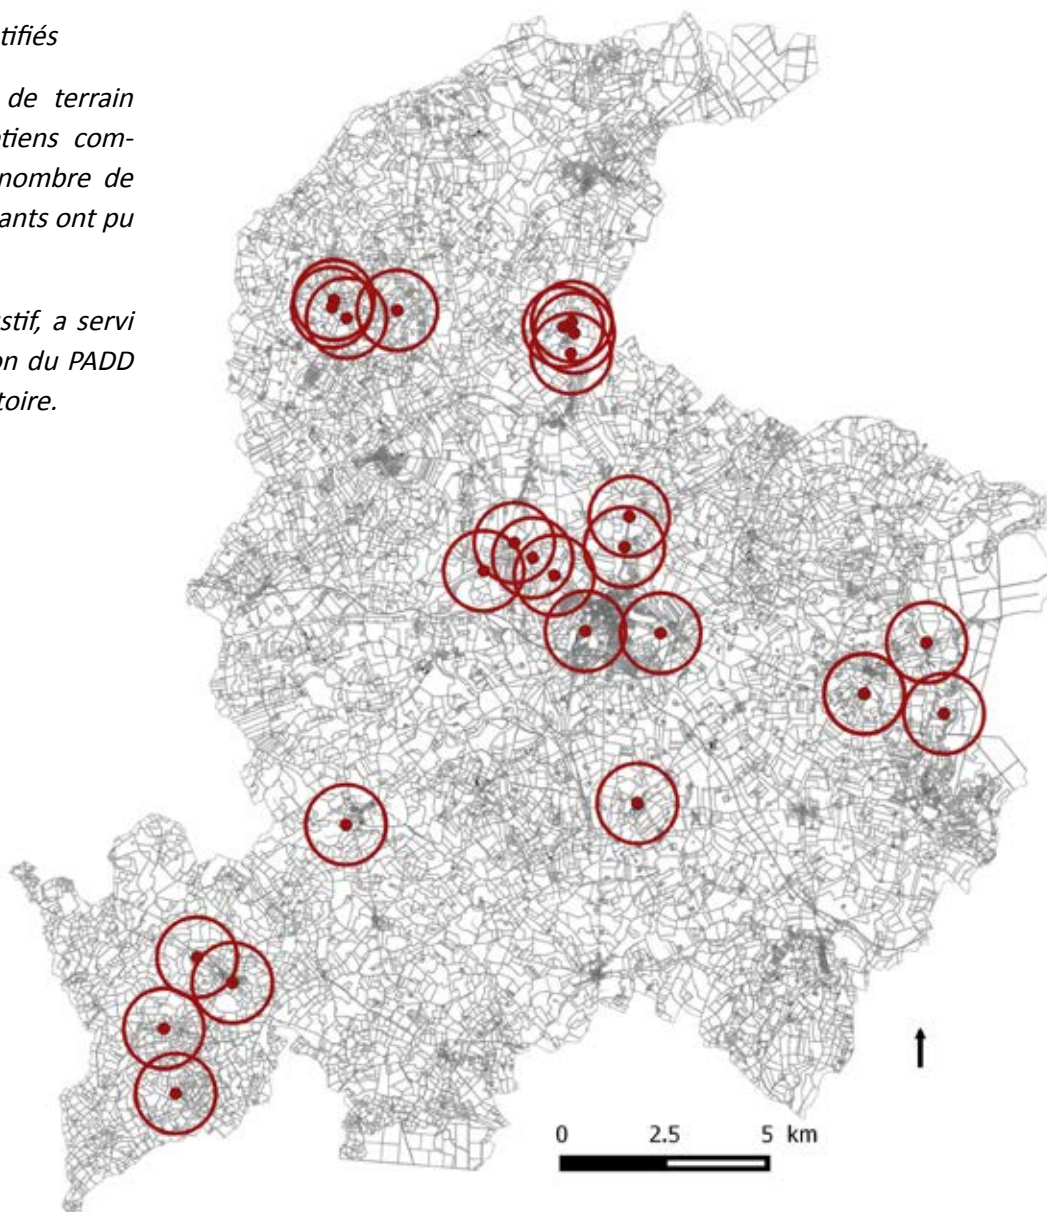 tifiés
de terrain
tiens com-
nombre de
ants ont pu
stif, a servi
on du PADD
toire.
0 2.5 5 km